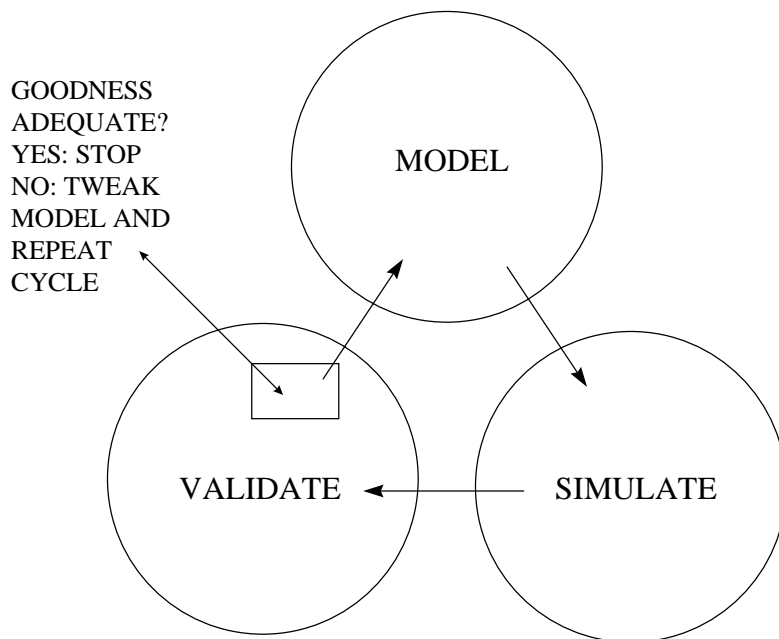 GOODNESS
ADEQUATE?
YES: STOP
NO: TWEAK
MODEL AND
REPEAT
CYCLE
MODEL
VALIDATE
SIMULATE